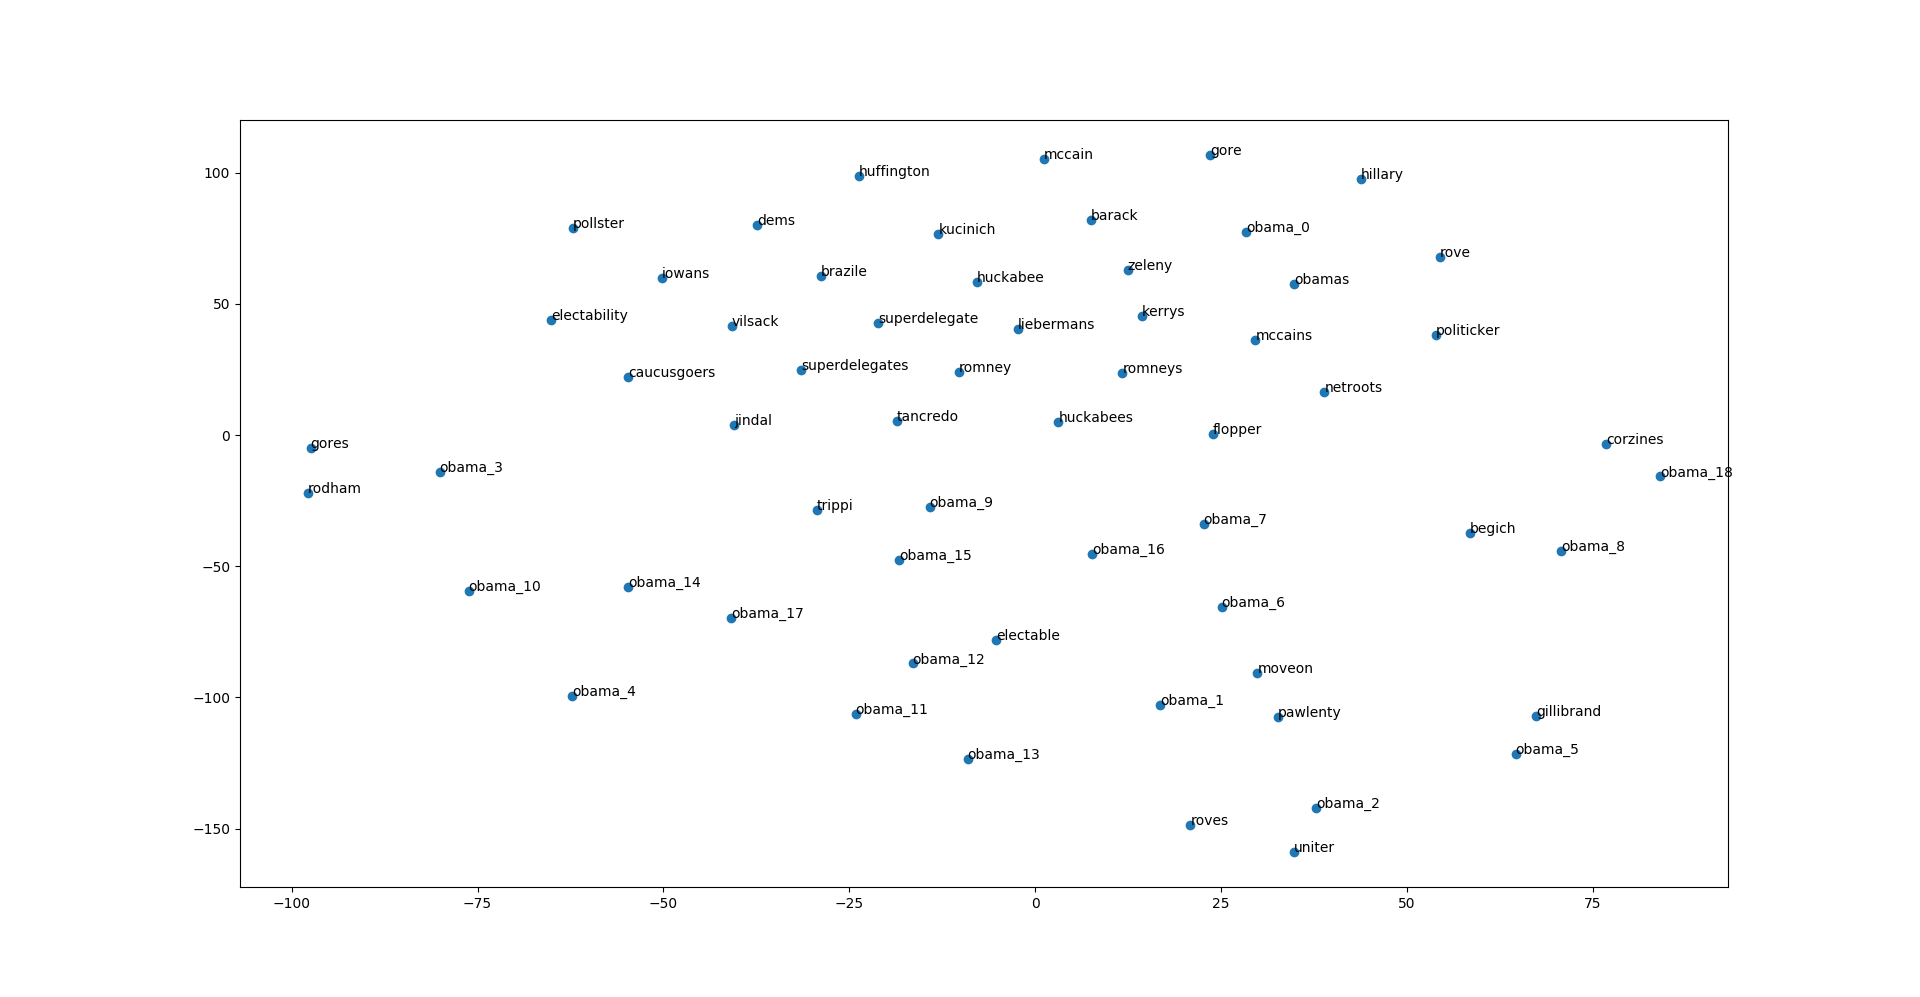 mccain
gore
huffington
hillary
barack
pollster
dems
kucinich
obama_0
rove
zeleny
iowans
brazile
huckabee
obamas
electability
vilsack
superdelegate
liebermans
kerrys
mccains
politicker
caucusgoers
superdelegates
romney
romneys
netroots
jindal
tancredo
huckabees
flopper
gores
corzines
obama_3
obama_18
rodham
trippi
obama_9
obama_7
begich
obama_8
obama_15
obama_16
obama_10
obama_14
obama_17
obama_6
electable
obama_12
moveon
obama_4
obama_11
obama_1
pawlenty
gillibrand
obama_13
obama_5
obama_2
roves
uniter
100
50
0
−50
−100
−150
−100 −75 −50 −25 0 25 50 75